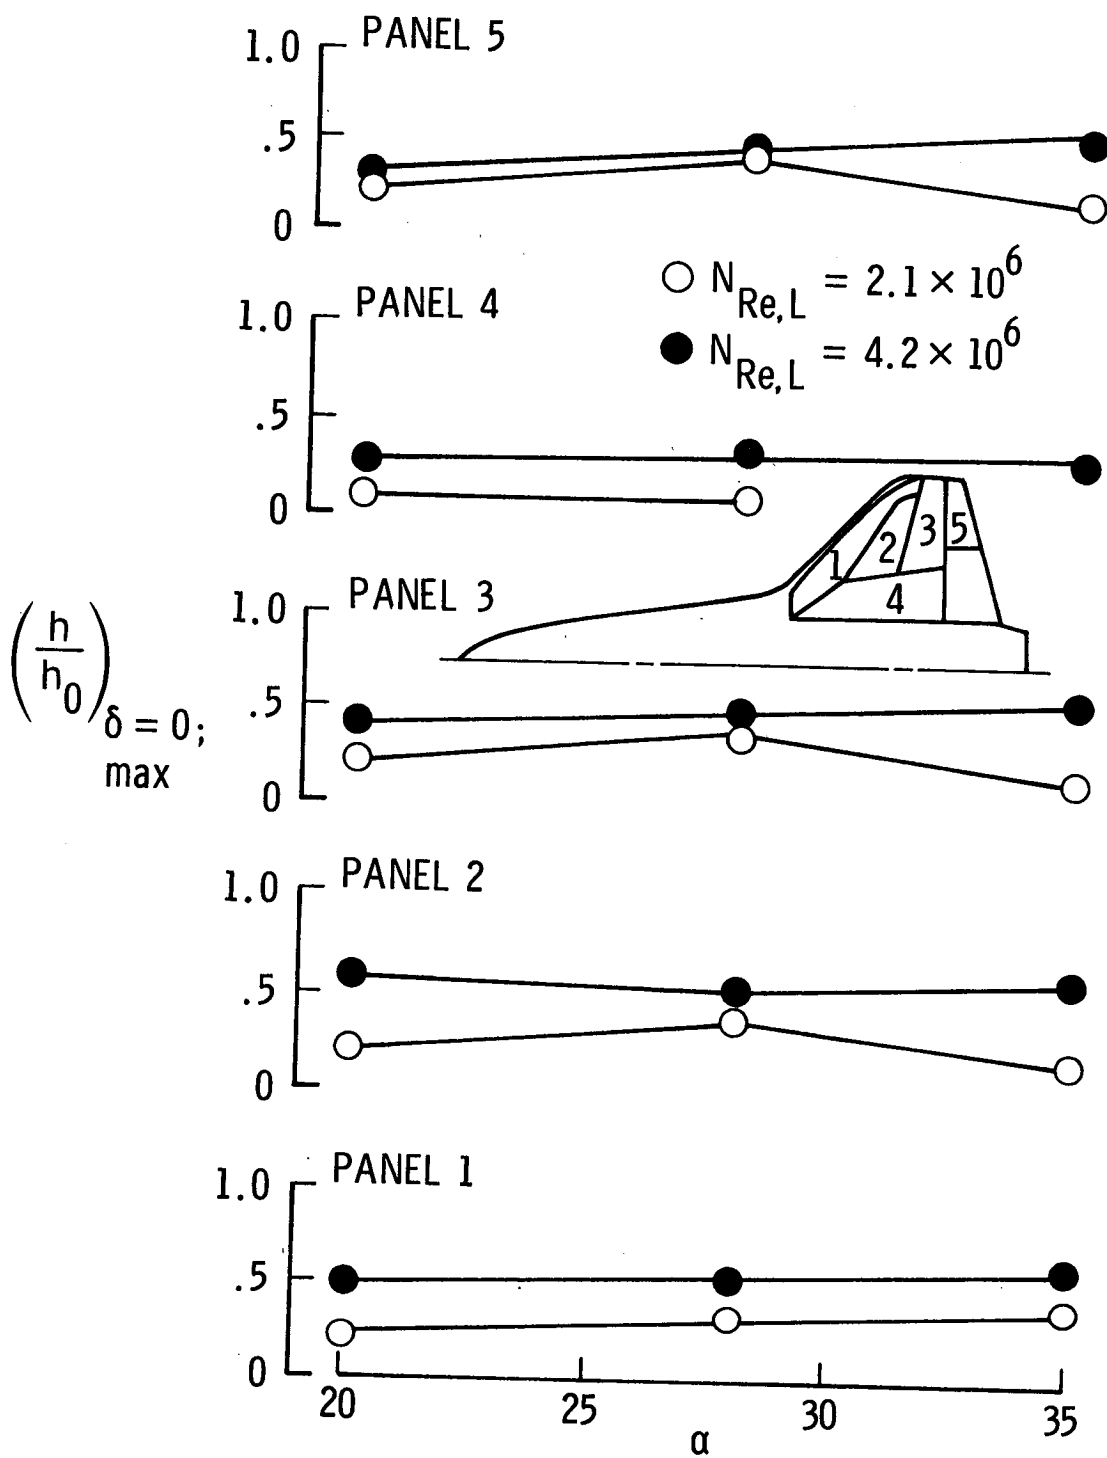 PANEL 5
1.0
.5
0
○ N_Re,L = 2.1 × 10^6
● N_Re,L = 4.2 × 10^6
PANEL 4
1.0
.5
0
1
2
3
5
4
PANEL 3
1.0
.5
0
(h/h_0) δ = 0; max
PANEL 2
1.0
.5
0
PANEL 1
1.0
.5
0
20 25 30 35
α